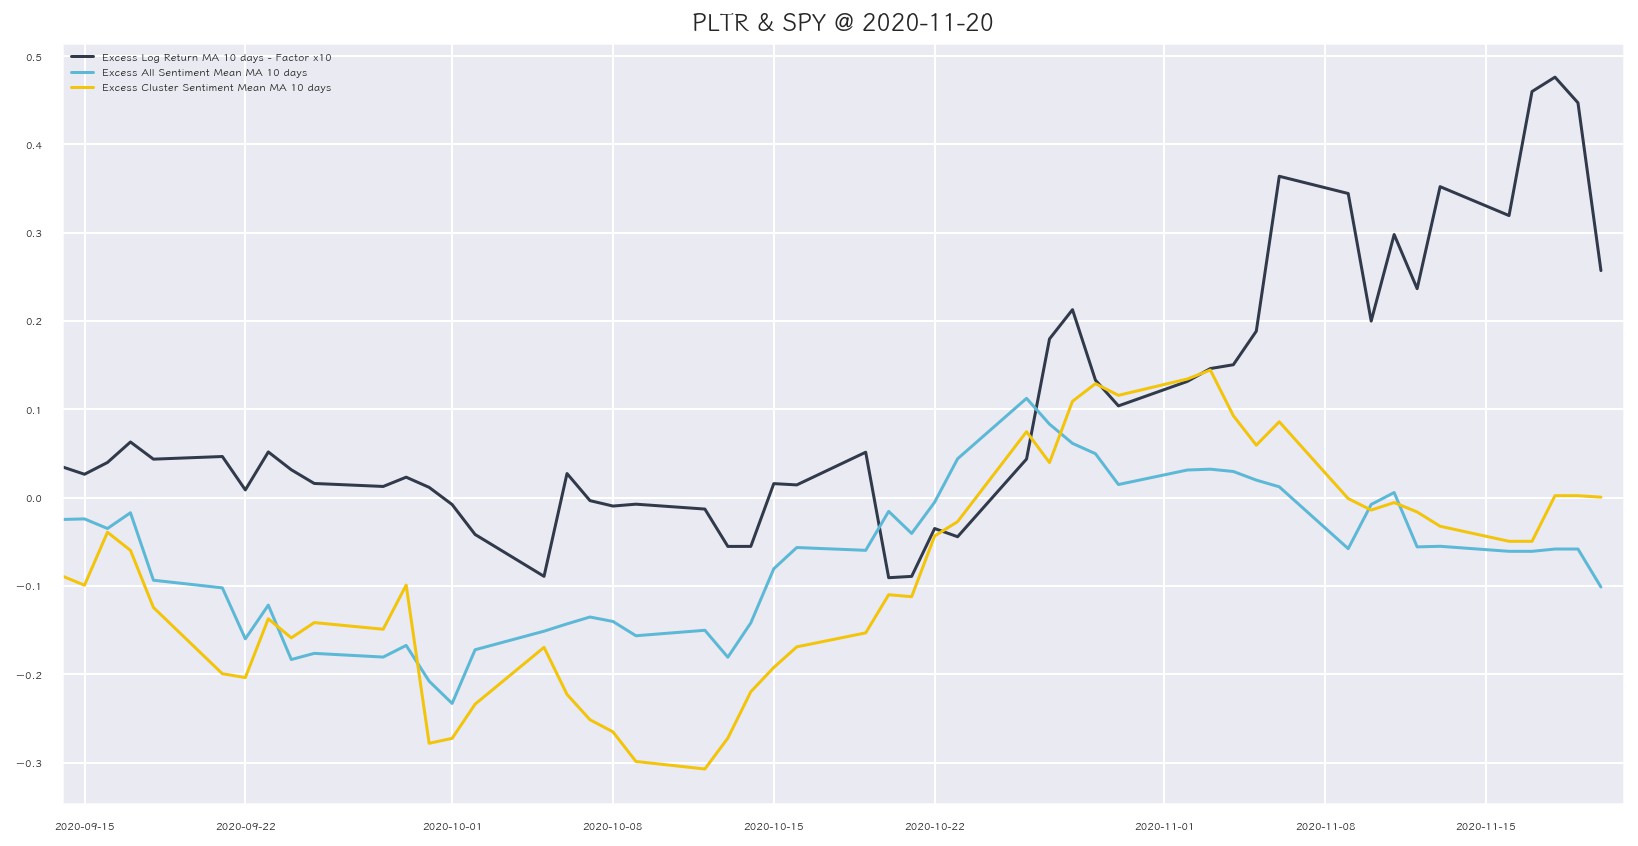 PLTR & SPY @ 2020-11-20
Excess Log Return MA 10 days - Factor x10
Excess All Sentiment Mean MA 10 days
Excess Cluster Sentiment Mean MA 10 days
0.5
0.4
0.3
0.2
0.1
0.0
−0.1
−0.2
−0.3
2020-09-15 2020-09-22 2020-10-01 2020-10-08 2020-10-15 2020-10-22 2020-11-01 2020-11-08 2020-11-15